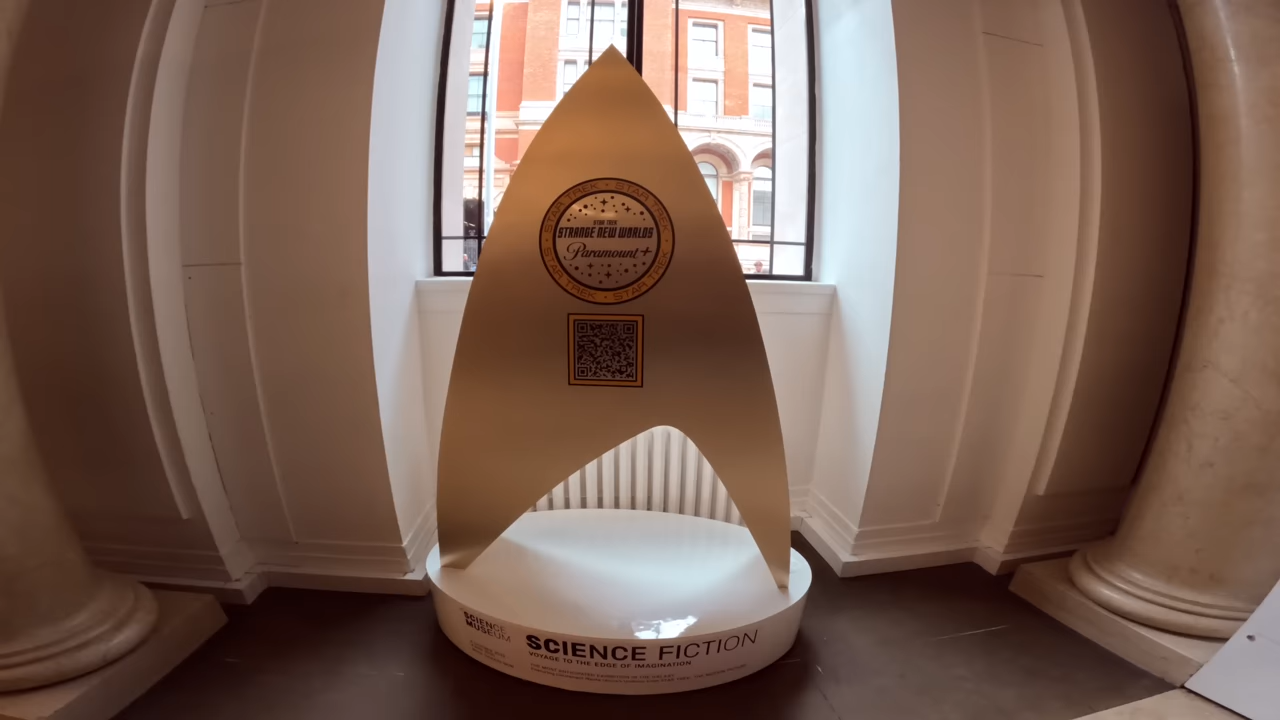 STAR TREK • STAR TREK • STAR TREK • STAR TREK •
STAR TREK
STRANGE NEW WORLDS
Paramount+
SCIENCE
MUSEUM
SCIENCE FICTION
VOYAGE TO THE EDGE OF IMAGINATION